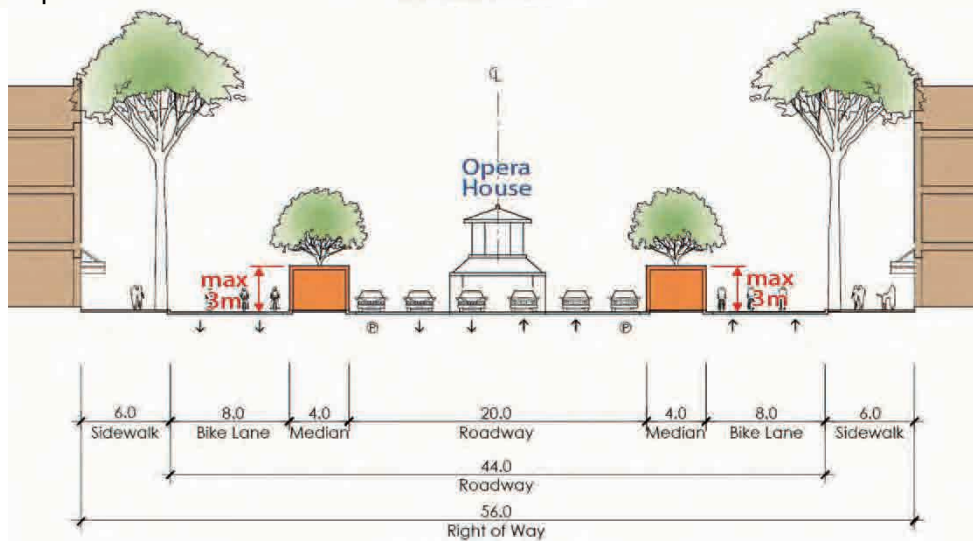 ℄
Opera
House
max
3m
max
3m
℗
℗
6.0 8.0 4.0 20.0 4.0 8.0 6.0
Sidewalk Bike Lane Median Roadway Median Bike Lane Sidewalk
44.0
Roadway
56.0
Right of Way